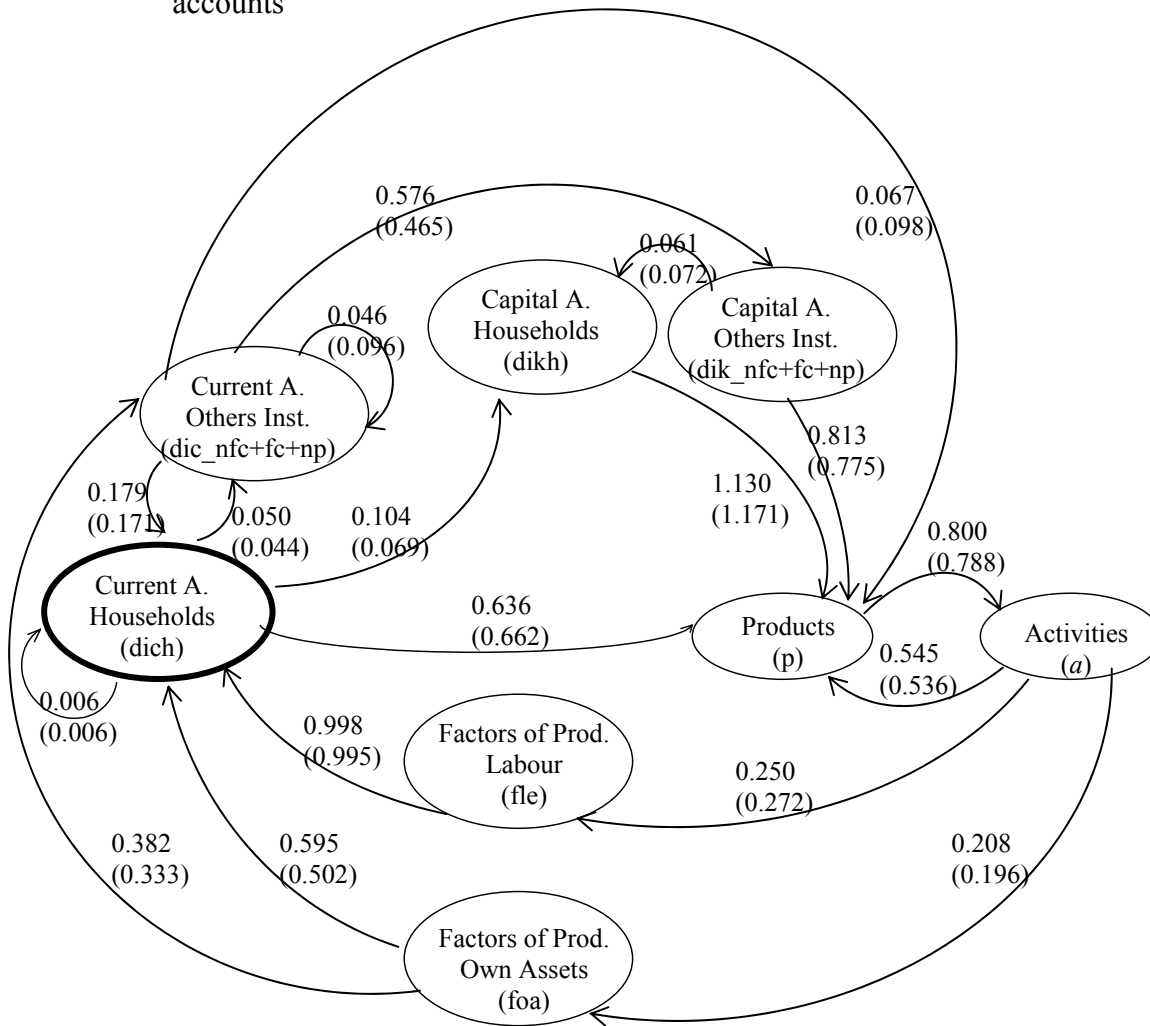 accounts
0.576
(0.465)
0.067
(0.098)
0.061
(0.072)
Capital A.
Households
(dikh)
Capital A.
Others Inst.
(dik_nfc+fc+np)
0.046
(0.096)
Current A.
Others Inst.
(dic_nfc+fc+np)
0.813
(0.775)
0.179
(0.171)
0.050
(0.044)
0.104
(0.069)
1.130
(1.171)
0.800
(0.788)
Current A.
Households
(dich)
0.636
(0.662)
Products
(p)
Activities
(a)
0.545
(0.536)
0.006
(0.006)
0.998
(0.995)
Factors of Prod.
Labour
(fle)
0.250
(0.272)
0.382
(0.333)
0.595
(0.502)
0.208
(0.196)
Factors of Prod.
Own Assets
(foa)